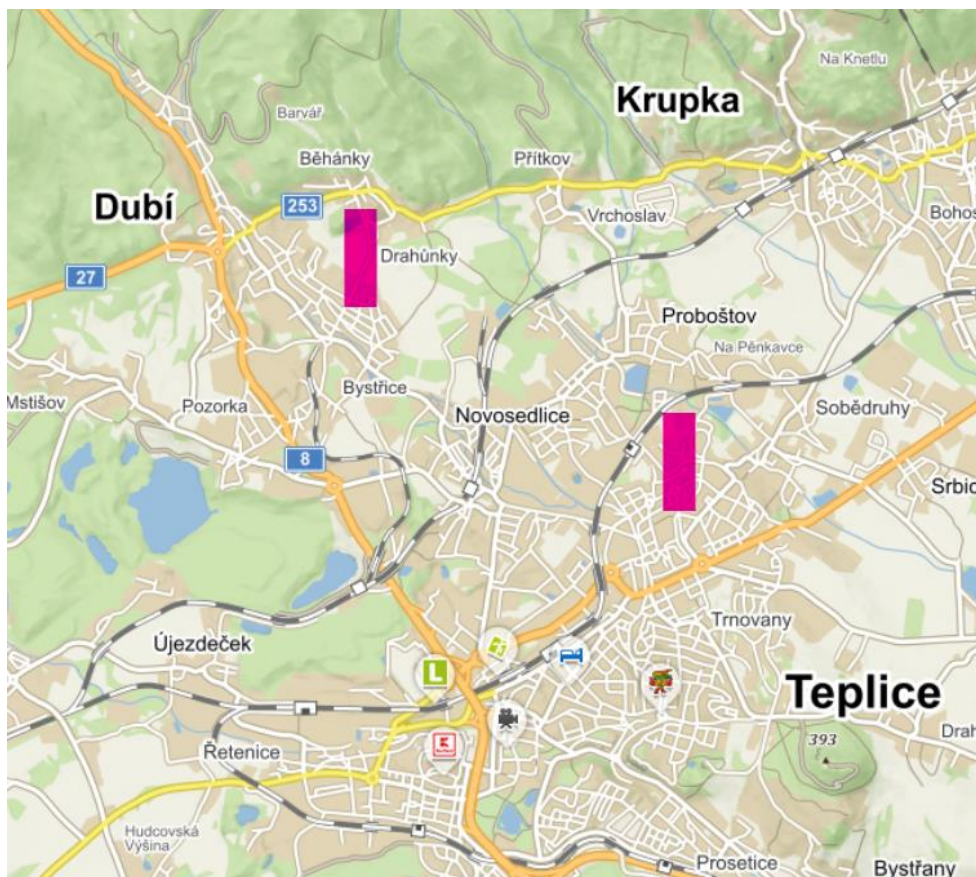 Na Knetlu
Krupka
Barvář
Běhánky
Přítkov
Dubí
253
Vrchoslav
Bohos
Drahůnky
27
Proboštov
Na Pěnkavce
Bystřice
Mstišov
Pozorka
Novosedlice
Sobědruhy
8
Srbic
Trnovany
Újezdeček
L
Teplice
Řetenice
K
393
Drah
Hudcovská
Výšina
Prosetice
Bystřany